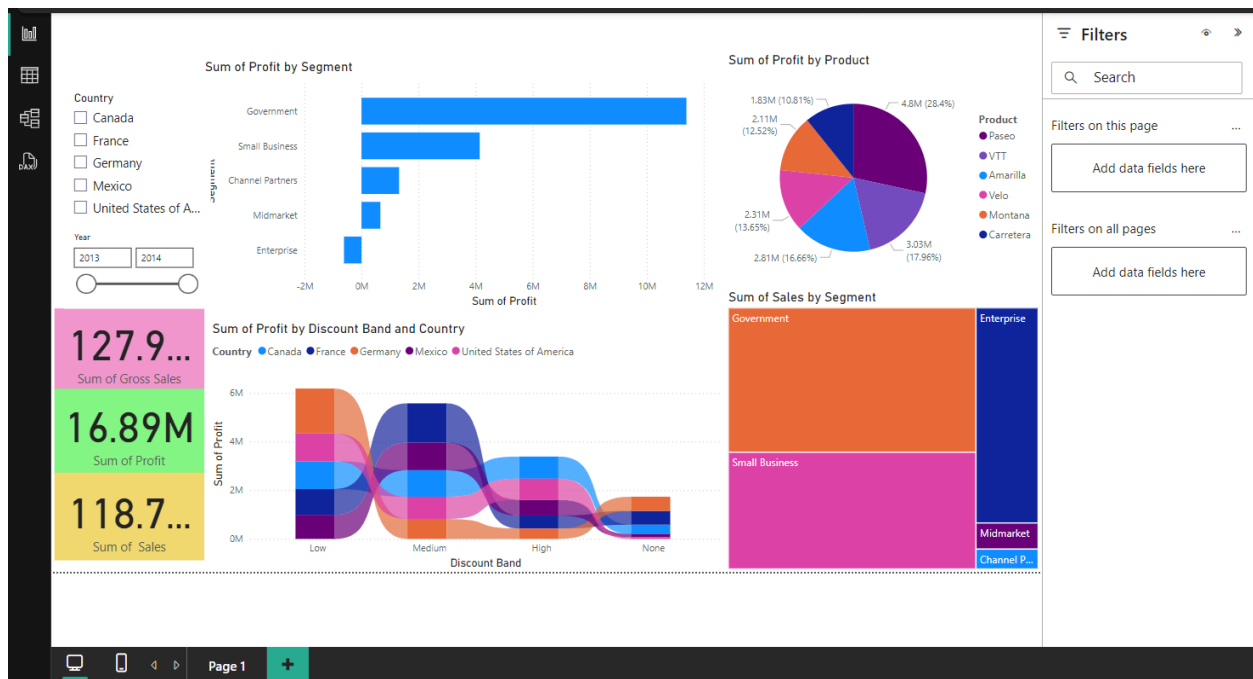 Filters
Search
Filters on this page
...
Add data fields here
Filters on all pages
...
Add data fields here
Country
Canada
France
Germany
Mexico
United States of A...
Year
2013 2014
127.9...
Sum of Gross Sales
16.89M
Sum of Profit
118.7...
Sum of Sales
Sum of Profit by Segment
Segment
Government
Small Business
Channel Partners
Midmarket
Enterprise
-2M 0M 2M 4M 6M 8M 10M 12M
Sum of Profit
Sum of Profit by Product
1.83M (10.81%)
4.8M (28.4%)
2.11M
(12.52%)
2.31M
(13.65%)
2.81M (16.66%)
3.03M
(17.96%)
Product
Paseo
VTT
Amarilla
Velo
Montana
Carretera
Sum of Profit by Discount Band and Country
Country Canada France Germany Mexico United States of America
Sum of Profit
6M
4M
2M
0M
Low Medium High None
Discount Band
Sum of Sales by Segment
Government
Enterprise
Small Business
Midmarket
Channel P...
DAX
Page 1